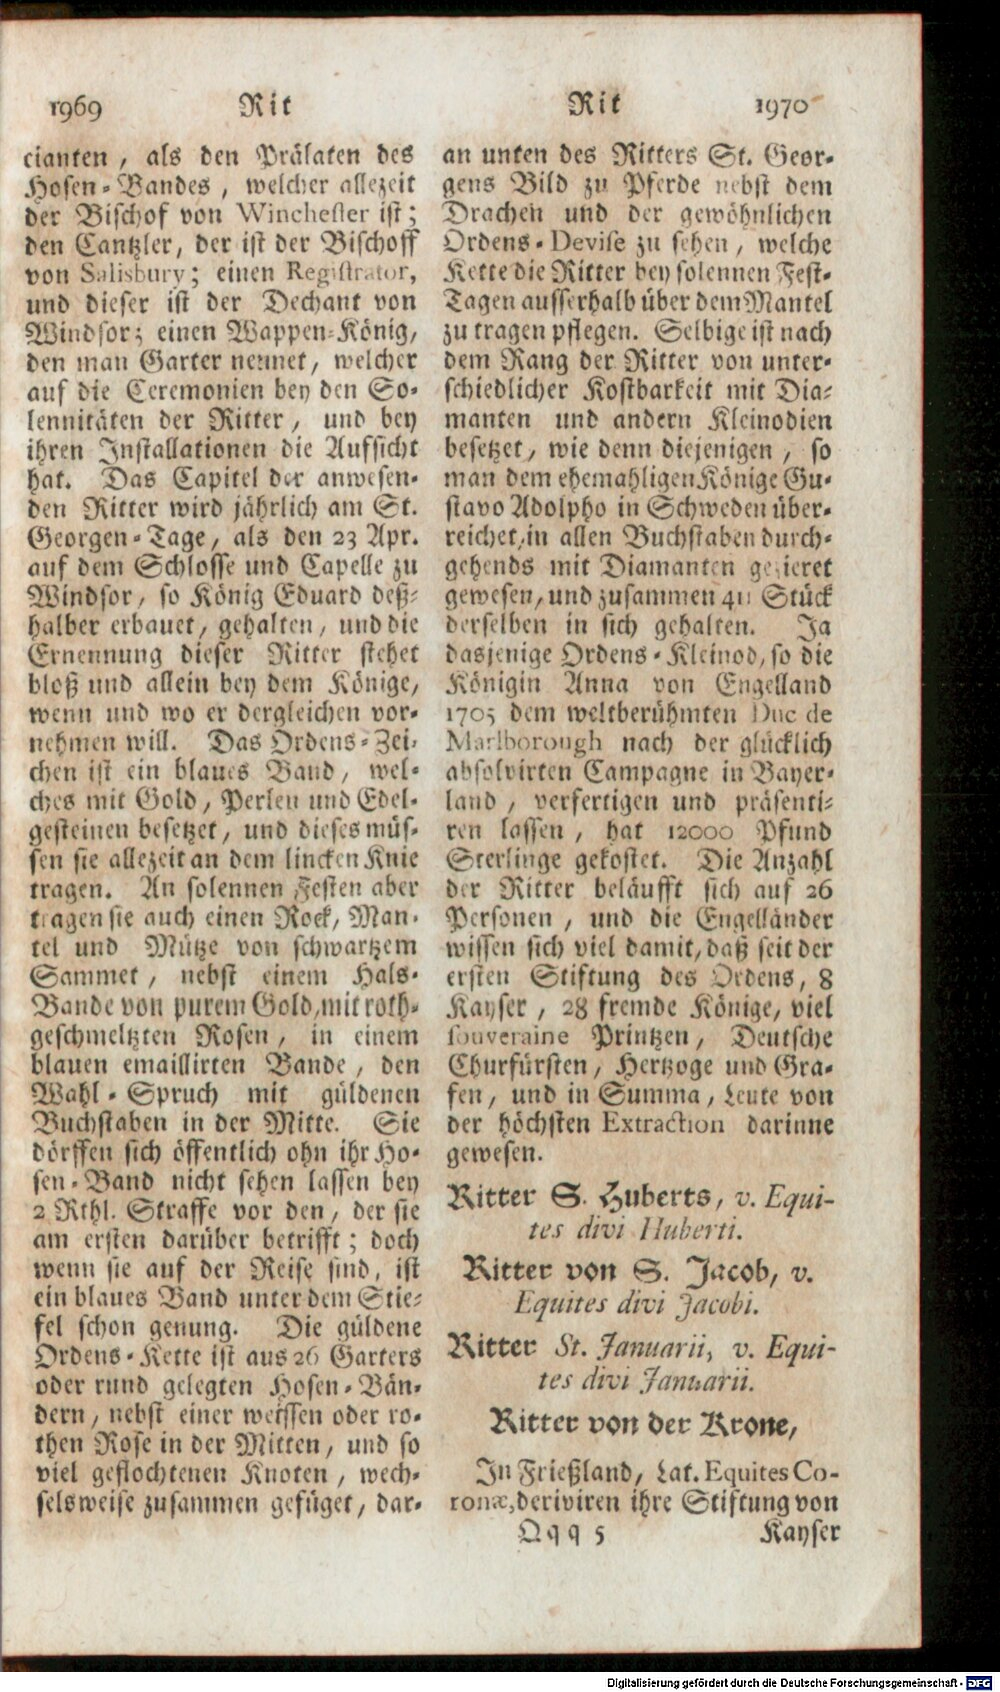 1969 Rit
cianten, als den Prälaten des
Hosen-Bandes, welcher allezeit
der Bischof von Winchester ist;
den Cantzler, der ist der Bischoff
von Salisbury; einen Registrator,
und dieser ist der Dechant von
Windsor; einen Wappen-König,
den man Garter nennet, welcher
auf die Ceremonien bey den So-
lennitäten der Ritter, und bey
ihren Installationen die Aufsicht
hat. Das Capitel der anwesen-
den Ritter wird jährlich am St.
Georgen-Tage, als den 23 Apr.
auf dem Schlosse und Capelle zu
Windsor, so König Eduard deß-
halber erbauet, gehalten, und die
Ernennung dieser Ritter stehet
bloß und allein bey dem Könige,
wenn und wo er dergleichen vor-
nehmen will. Das Ordens-Zei-
chen ist ein blaues Band, wel-
ches mit Gold, Perlen und Edel-
gesteinen besetzet, und dieses müs-
sen sie allezeit an dem lincken Knie
tragen. An solennen Festen aber
tragen sie auch einen Rock, Man-
tel und Mütze von schwartzem
Sammet, nebst einem Hals-
Bande von purem Gold, mit roth-
geschmeltzten Rosen, in einem
blauen emaillirten Bande, den
Wahl-Spruch mit güldenen
Buchstaben in der Mitte. Sie
dörffen sich öffentlich ohn ihr Ho-
sen-Band nicht sehen lassen bey
2 Rthl. Straffe vor den, der sie
am ersten darüber betrifft; doch
wenn sie auf der Reise sind, ist
ein blaues Band unter dem Stie-
fel schon genung. Die güldene
Ordens-Kette ist aus 26 Garters
oder rund gelegten Hosen-Bän-
dern, nebst einer weissen oder ro-
then Rose in der Mitten, und so
viel geflochtenen Knoten, wech-
selsweise zusammen gefüget, dar-
Rit 1970
an unten des Ritters St. Geor-
gens Bild zu Pferde nebst dem
Drachen und der gewöhnlichen
Ordens-Devise zu sehen, welche
Kette die Ritter bey solennen Fest-
Tagen ausserhalb über dem Mantel
zu tragen pflegen. Selbige ist nach
dem Rang der Ritter von unter-
schiedlicher Kostbarkeit mit Dia-
manten und andern Kleinodien
besetzet, wie denn diejenigen, so
man dem ehemahligen Könige Gu-
stavo Adolpho in Schweden über-
reichet, in allen Buchstaben durch-
gehends mit Diamanten gezieret
gewesen, und zusammen 411 Stück
derselben in sich gehalten. Ja
dasjenige Ordens-Kleinod, so die
Königin Anna von Engelland
1705 dem weltberühmten Duc de
Marlborough nach der glücklich
absolvirten Campagne in Bayer-
land, verfertigen und präsenti-
ren lassen, hat 12000 Pfund
Sterlinge gekostet. Die Anzahl
der Ritter beläufft sich auf 26
Personen, und die Engelländer
wissen sich viel damit, daß seit der
ersten Stiftung des Ordens, 8
Kayser, 28 fremde Könige, viel
souveraine Printzen, Deutsche
Churfürsten, Hertzoge und Gra-
fen, und in Summa, Leute von
der höchsten Extraction darinne
gewesen.
Ritter S. Huberts, v. Equi-
tes divi Huberti.
Ritter von S. Jacob, v.
Equites divi Jacobi.
Ritter St. Januarii, v. Equi-
tes divi Januarii.
Ritter von der Krone,
In Frießland, Lat. Equites Co-
ronæ, deriviren ihre Stiftung von
Qqq 5 Kayser
Digitalisierung gefördert durch die Deutsche Forschungsgemeinschaft - DFG